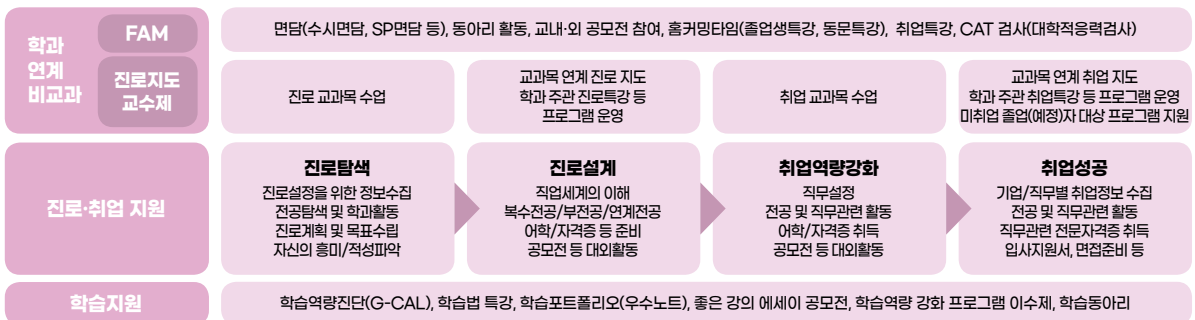 학과
연계
비교과
FAM
면담(수시면담, SP면담 등), 동아리 활동, 교내·외 공모전 참여, 홈커밍타임(졸업생특강, 동문특강), 취업특강, CAT 검사(대학적응력검사)
진로지도
교수제
진로 교과목 수업
교과목 연계 진로 지도
학과 주관 진로특강 등
프로그램 운영
취업 교과목 수업
교과목 연계 취업 지도
학과 주관 취업특강 등 프로그램 운영
미취업 졸업(예정)자 대상 프로그램 지원
진로·취업 지원
진로탐색
진로설정을 위한 정보수집
전공탐색 및 학과활동
진로계획 및 목표수립
자신의 흥미/적성파악
진로설계
직업세계의 이해
복수전공/부전공/연계전공
어학/자격증 등 준비
공모전 등 대외활동
취업역량강화
직무설정
전공 및 직무관련 활동
어학/자격증 취득
공모전 등 대외활동
취업성공
기업/직무별 취업정보 수집
전공 및 직무관련 활동
직무관련 전문자격증 취득
입사지원서, 면접준비 등
학습지원
학습역량진단(G-CAL), 학습법 특강, 학습포트폴리오(우수노트), 좋은 강의 에세이 공모전, 학습역량 강화 프로그램 이수제, 학습동아리